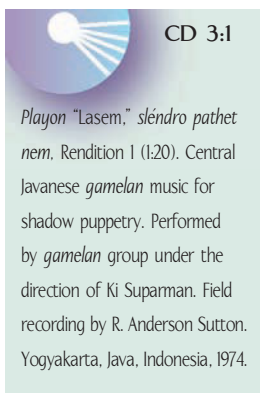 CD 3:1
Playon “Lasem,” sléndro pathet
nem, Rendition 1 (1:20). Central
Javanese gamelan music for
shadow puppetry. Performed
by gamelan group under the
direction of Ki Suparman. Field
recording by R. Anderson Sutton.
Yogyakarta, Java, Indonesia, 1974.